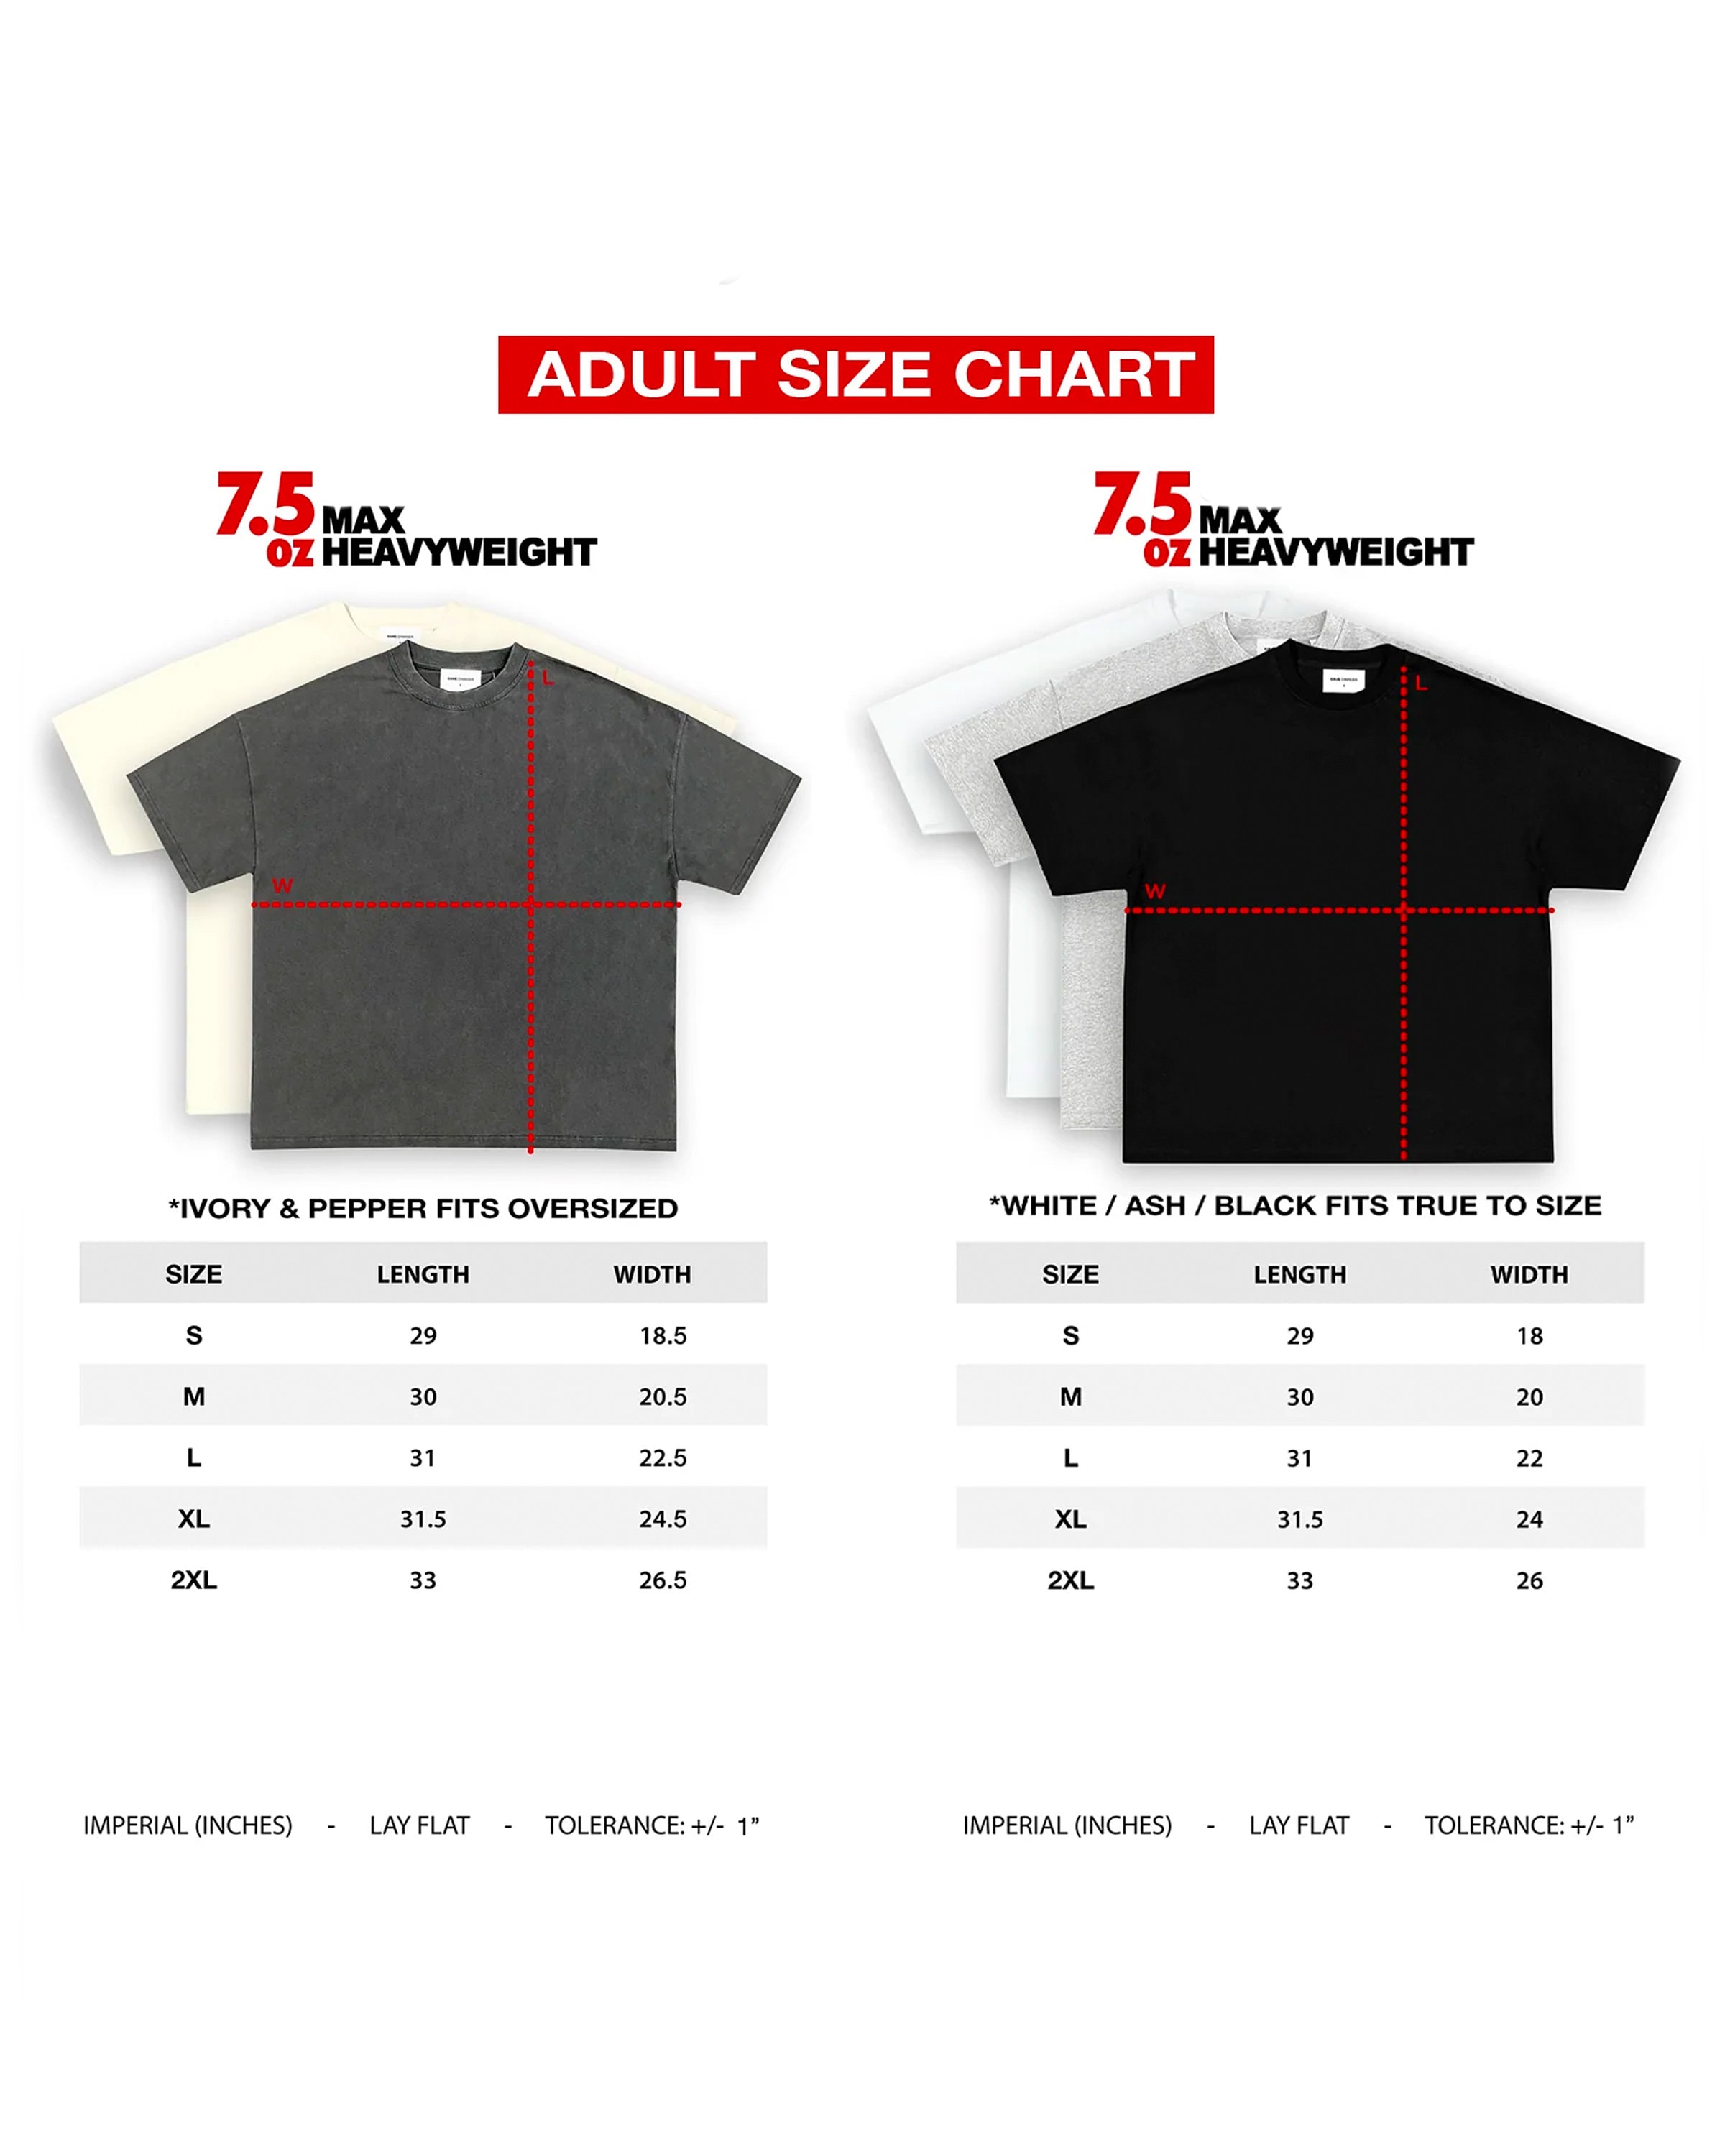 ADULT SIZE CHART
7.5 OZ MAX HEAVYWEIGHT
L
W
*IVORY & PEPPER FITS OVERSIZED
SIZE LENGTH WIDTH
S 29 18.5
M 30 20.5
L 31 22.5
XL 31.5 24.5
2XL 33 26.5
IMPERIAL (INCHES) - LAY FLAT - TOLERANCE: +/- 1”
7.5 OZ MAX HEAVYWEIGHT
L
W
*WHITE / ASH / BLACK FITS TRUE TO SIZE
SIZE LENGTH WIDTH
S 29 18
M 30 20
L 31 22
XL 31.5 24
2XL 33 26
IMPERIAL (INCHES) - LAY FLAT - TOLERANCE: +/- 1”